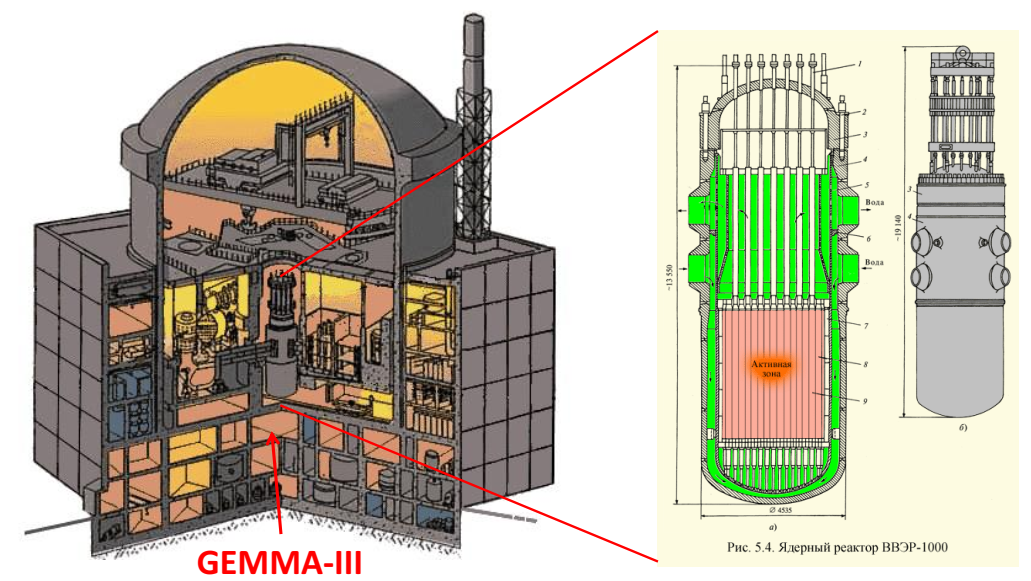 GEMMA-III
1
2
3
4
5
Вода
6
Вода
7
8
9
Активная
зона
~13 550
Ø 4535
а)
~19 140
3
4
б)
Рис. 5.4. Ядерный реактор ВВЭР-1000